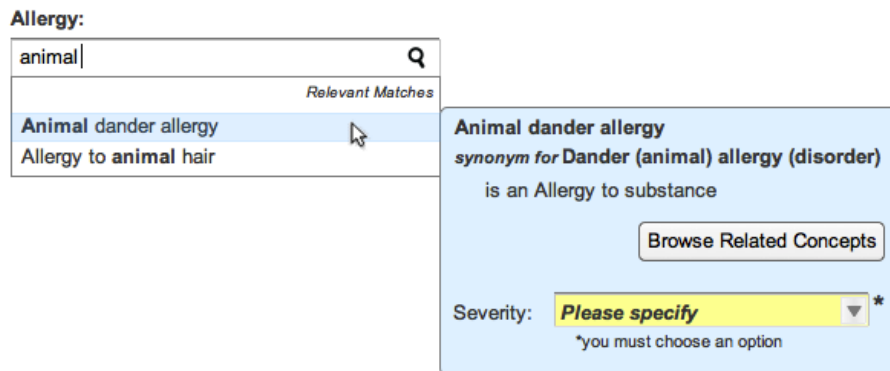 Allergy:
animal
Relevant Matches
Animal dander allergy
Allergy to animal hair
Animal dander allergy
synonym for Dander (animal) allergy (disorder)
is an Allergy to substance
Browse Related Concepts
Severity: Please specify *
*you must choose an option